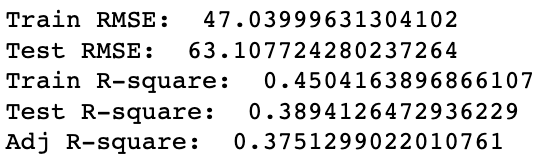 Train RMSE:  47.03999631304102
Test RMSE:  63.107724280237264
Train R-square:  0.4504163896866107
Test R-square:  0.3894126472936229
Adj R-square:  0.3751299022010761